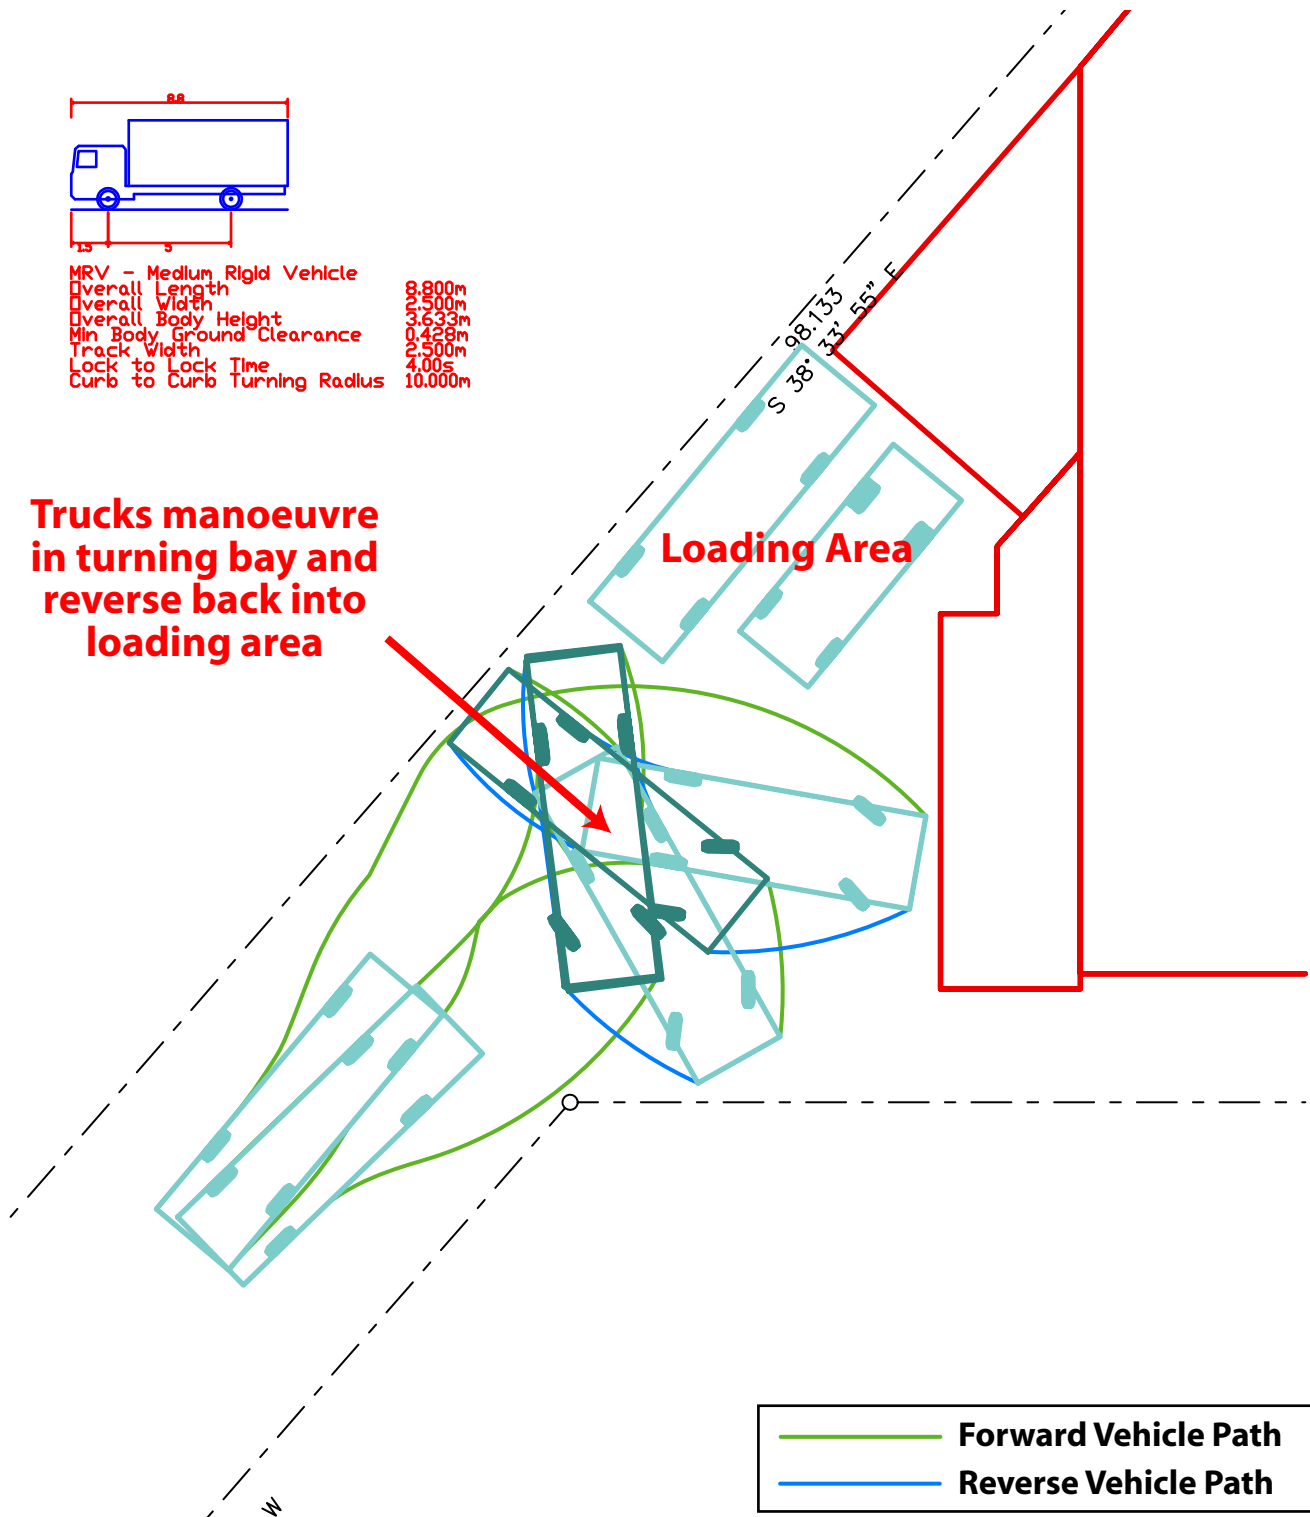 8.8
1.5
5
MRV - Medium Rigid Vehicle
Overall Length 8.800m
Overall Width 2.500m
Overall Body Height 3.633m
Min Body Ground Clearance 0.428m
Track Width 2.500m
Lock to Lock Time 4.00s
Curb to Curb Turning Radius 10.000m
98.133
S 38° 33' 55" E
Trucks manoeuvre
in turning bay and
reverse back into
loading area
Loading Area
W
Forward Vehicle Path
Reverse Vehicle Path